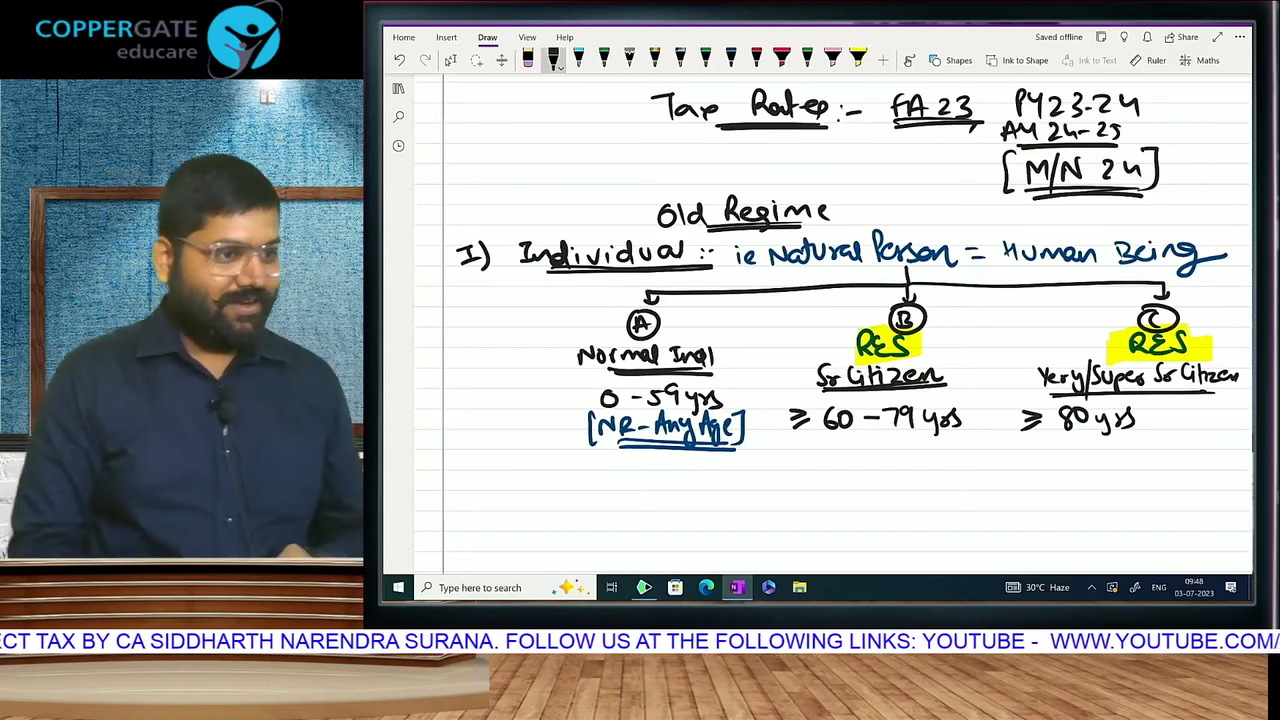 COPPERGATE
educare
Home Insert Draw View Help
Saved offline Share
Shapes Ink to Shape Ink to Text Ruler Maths
Tax Rates :- FA 23 PY 23-24
AY 24-25
[M/N 24]
Old Regime
I) Individual :- ie Natural Person = Human Being
A B C
RES RES
Normal Indl Sr Citizen Very/Super Sr Citizen
0 - 59 yrs ≥ 60 - 79 yrs ≥ 80 yrs
[NR - Any Age]
Type here to search
30°C Haze ENG 09:48
03-07-2023
ECT TAX BY CA SIDDHARTH NARENDRA SURANA. FOLLOW US AT THE FOLLOWING LINKS: YOUTUBE - WWW.YOUTUBE.COM/